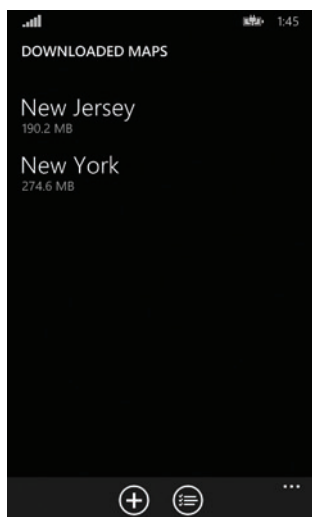 1:45
DOWNLOADED MAPS
New Jersey
190.2 MB
New York
274.6 MB